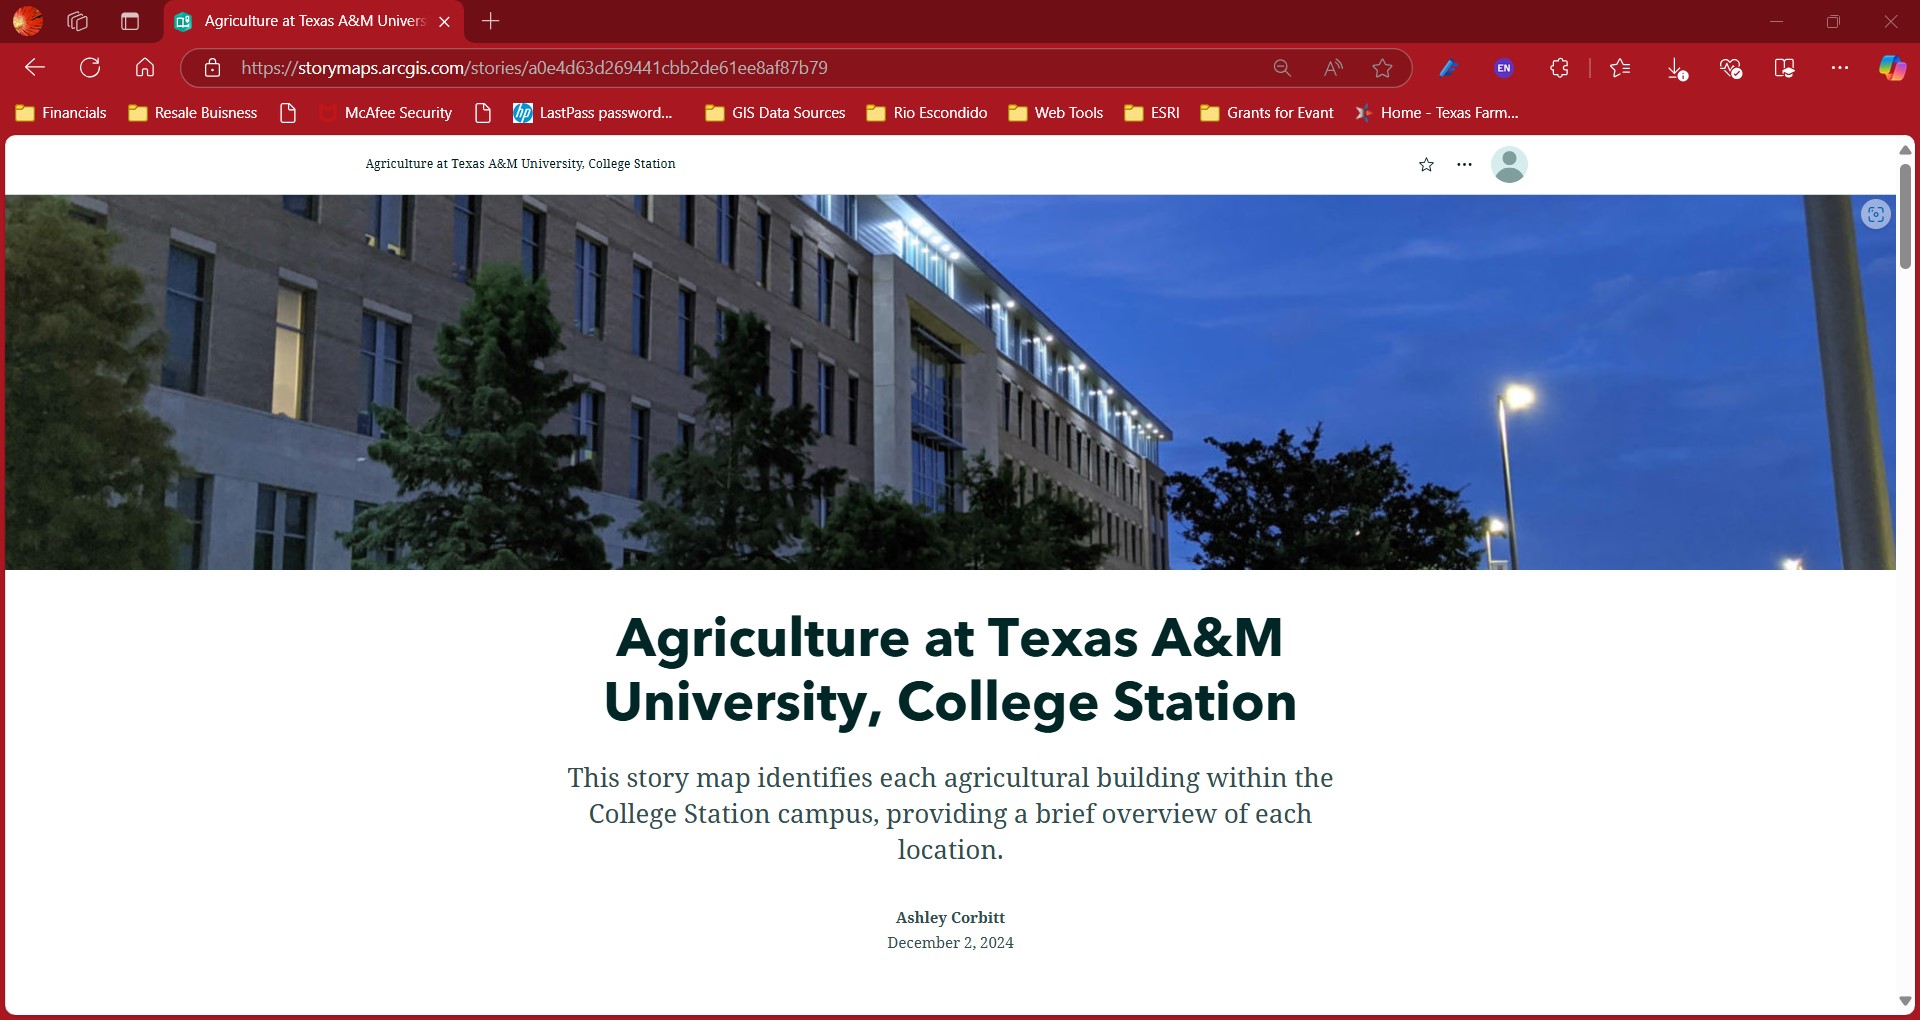 Agriculture at Texas A&M Univers
https://storymaps.arcgis.com/stories/a0e4d63d269441cbb2de61ee8af87b79
EN
Financials
Resale Buisness
McAfee Security
LastPass password...
GIS Data Sources
Rio Escondido
Web Tools
ESRI
Grants for Evant
Home - Texas Farm...
Agriculture at Texas A&M University, College Station
Agriculture at Texas A&M
University, College Station
This story map identifies each agricultural building within the
College Station campus, providing a brief overview of each
location.
Ashley Corbitt
December 2, 2024